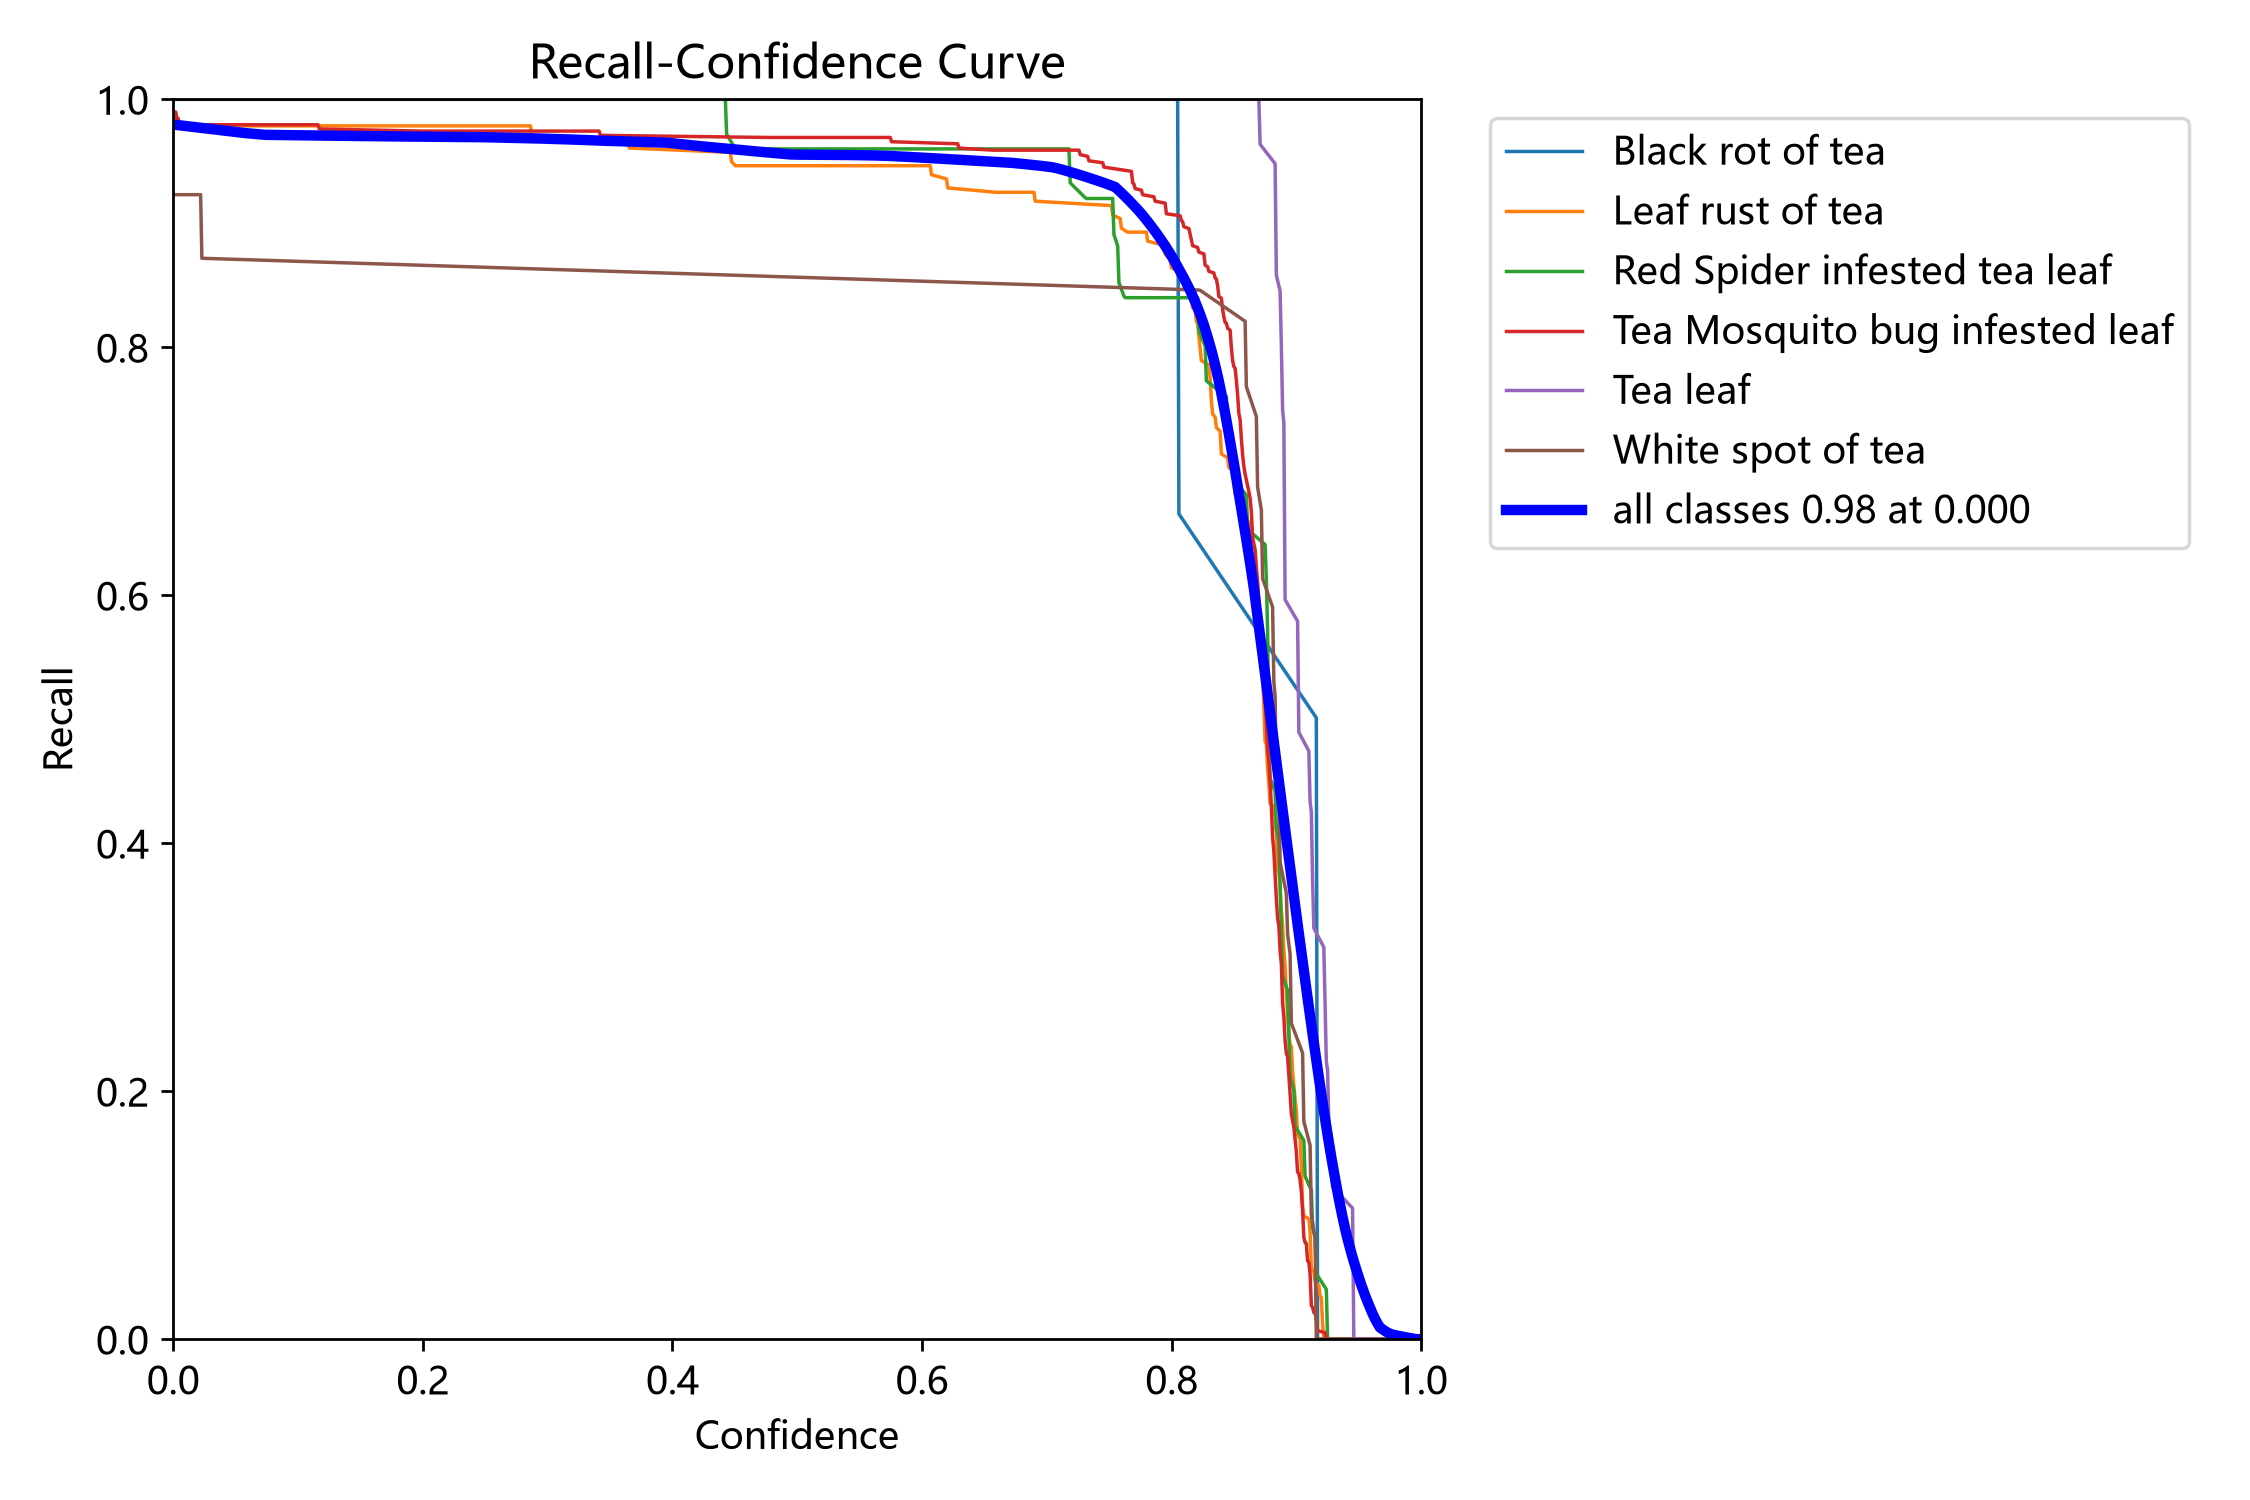 Recall-Confidence Curve
1.0
0.8
0.6
0.4
0.2
0.0
Recall
0.0 0.2 0.4 0.6 0.8 1.0
Confidence
Black rot of tea
Leaf rust of tea
Red Spider infested tea leaf
Tea Mosquito bug infested leaf
Tea leaf
White spot of tea
all classes 0.98 at 0.000